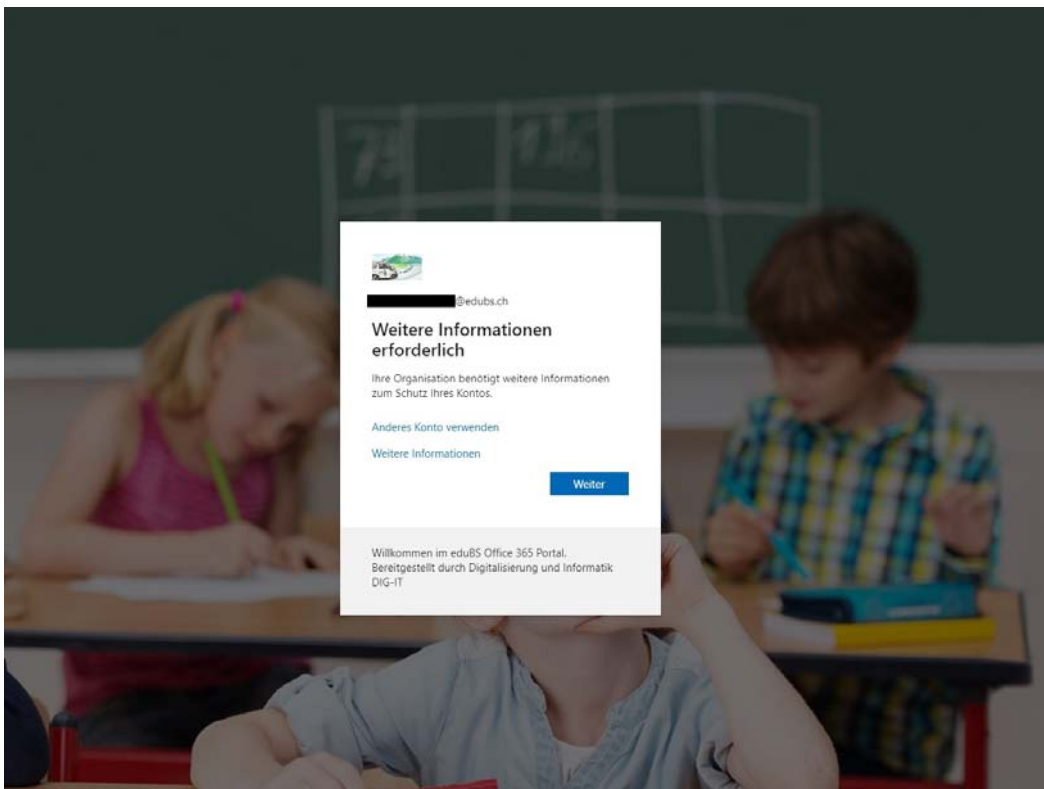 @edubs.ch
Weitere Informationen
erforderlich
Ihre Organisation benötigt weitere Informationen
zum Schutz Ihres Kontos.
Anderes Konto verwenden
Weitere Informationen
Weiter
Willkommen im eduBS Office 365 Portal.
Bereitgestellt durch Digitalisierung und Informatik
DIG-IT